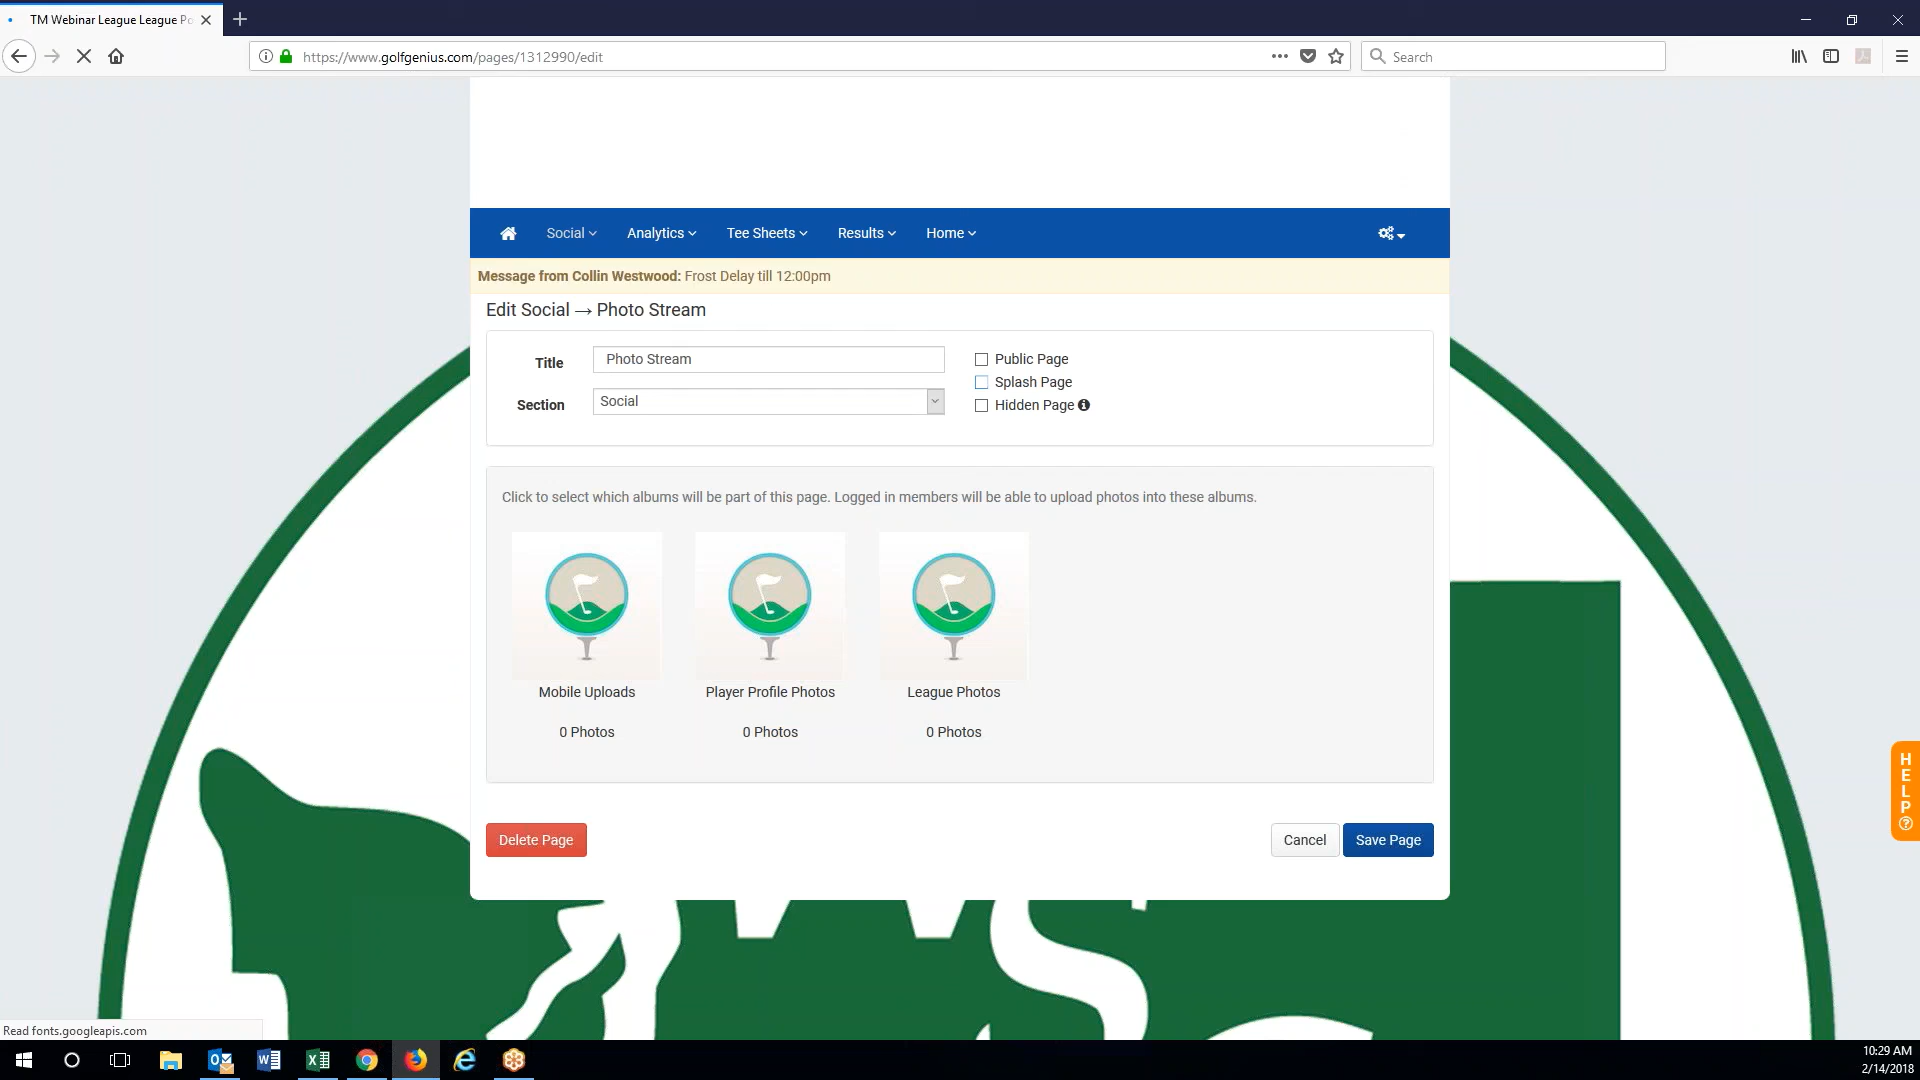 TM Webinar League League Po
https://www.golfgenius.com/pages/1312990/edit
Search
Social
Analytics
Tee Sheets
Results
Home
Message from Collin Westwood: Frost Delay till 12:00pm
Edit Social → Photo Stream
Title
Photo Stream
Public Page
Splash Page
Section
Social
Hidden Page
Click to select which albums will be part of this page. Logged in members will be able to upload photos into these albums.
Mobile Uploads
Player Profile Photos
League Photos
0 Photos
0 Photos
0 Photos
HELP
Delete Page
Cancel
Save Page
Read fonts.googleapis.com
10:29 AM
2/14/2018